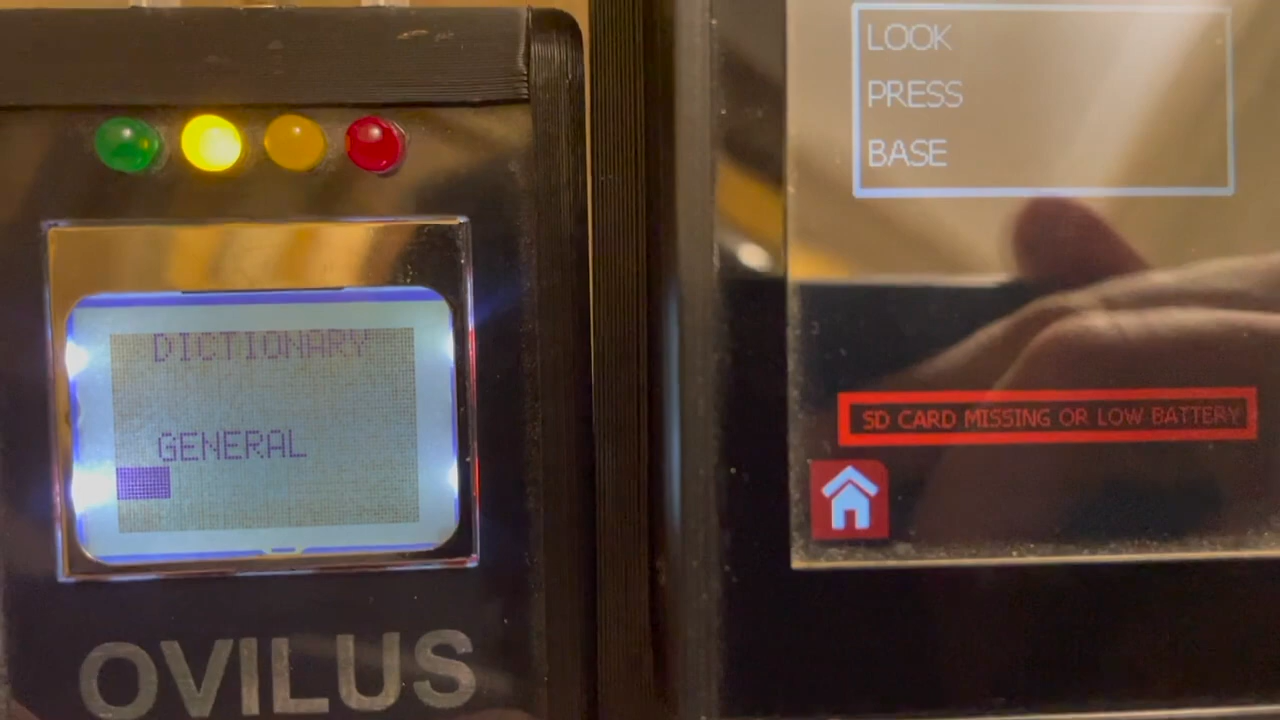 DICTIONARY
GENERAL
OVILUS
LOOK
PRESS
BASE
SD CARD MISSING OR LOW BATTERY